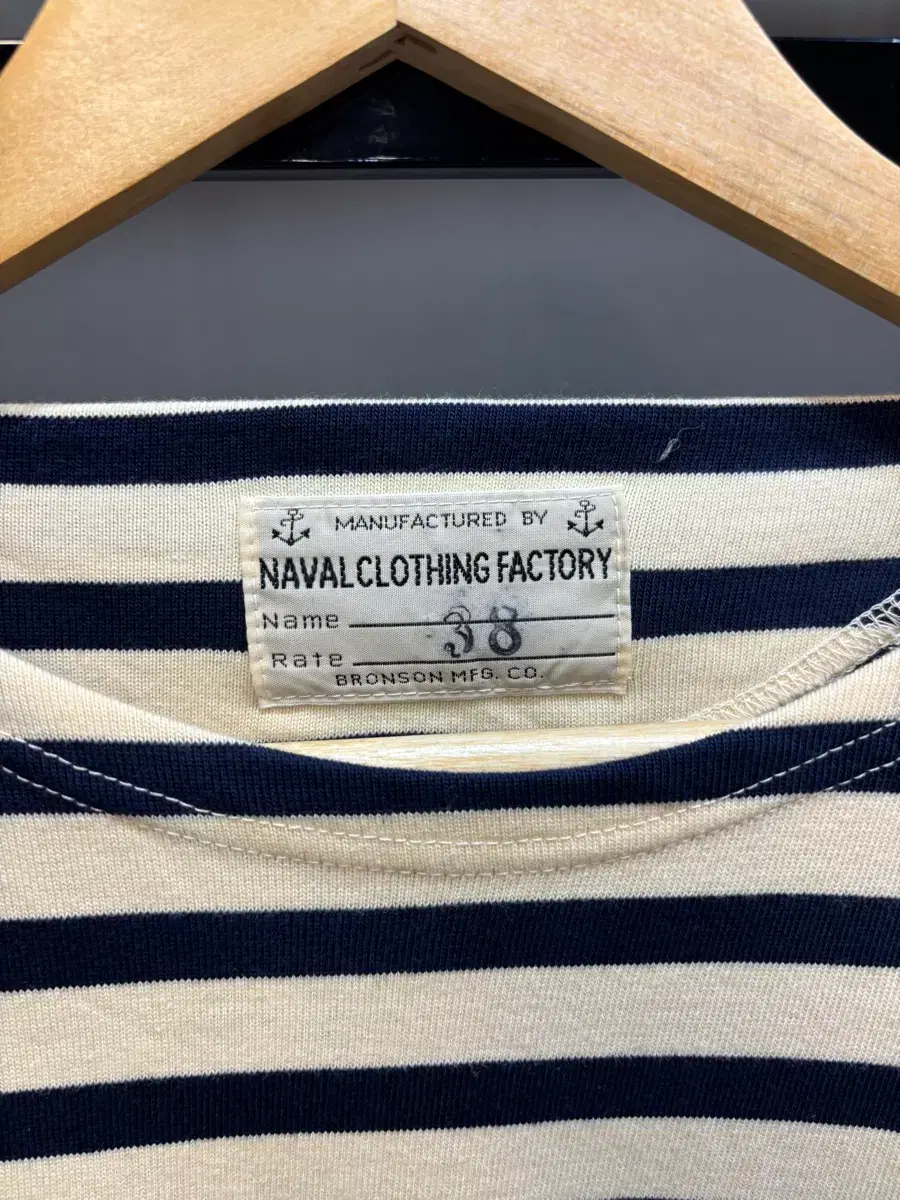 MANUFACTURED BY
NAVAL CLOTHING FACTORY
Name
38
Rate
BRONSON MFG. CO.